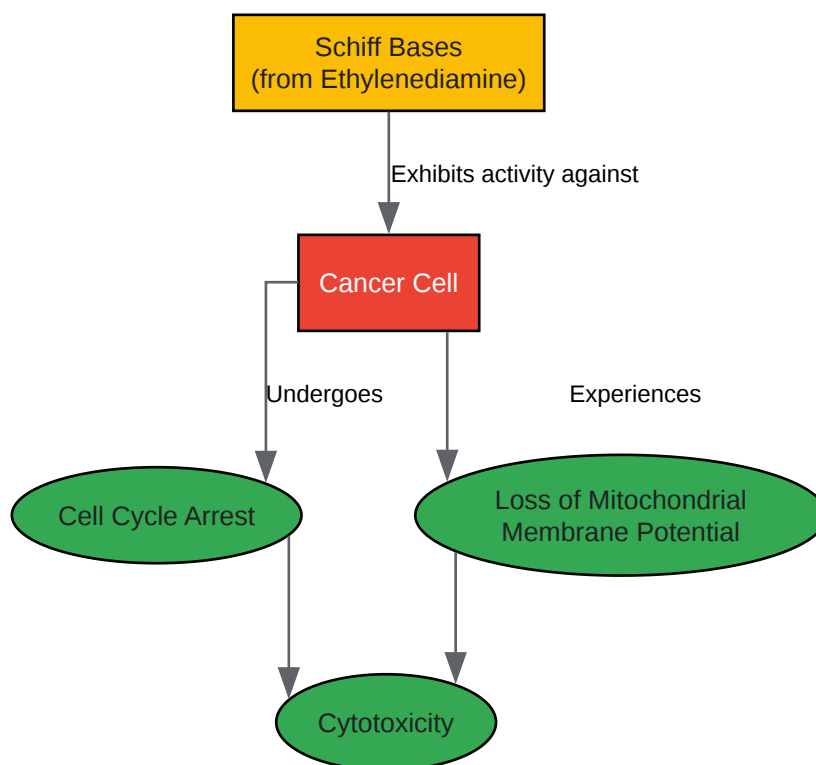 Schiff Bases
(from Ethylenediamine)
Exhibits activity against
Cancer Cell
Undergoes
Experiences
Cell Cycle Arrest
Loss of Mitochondrial
Membrane Potential
Cytotoxicity